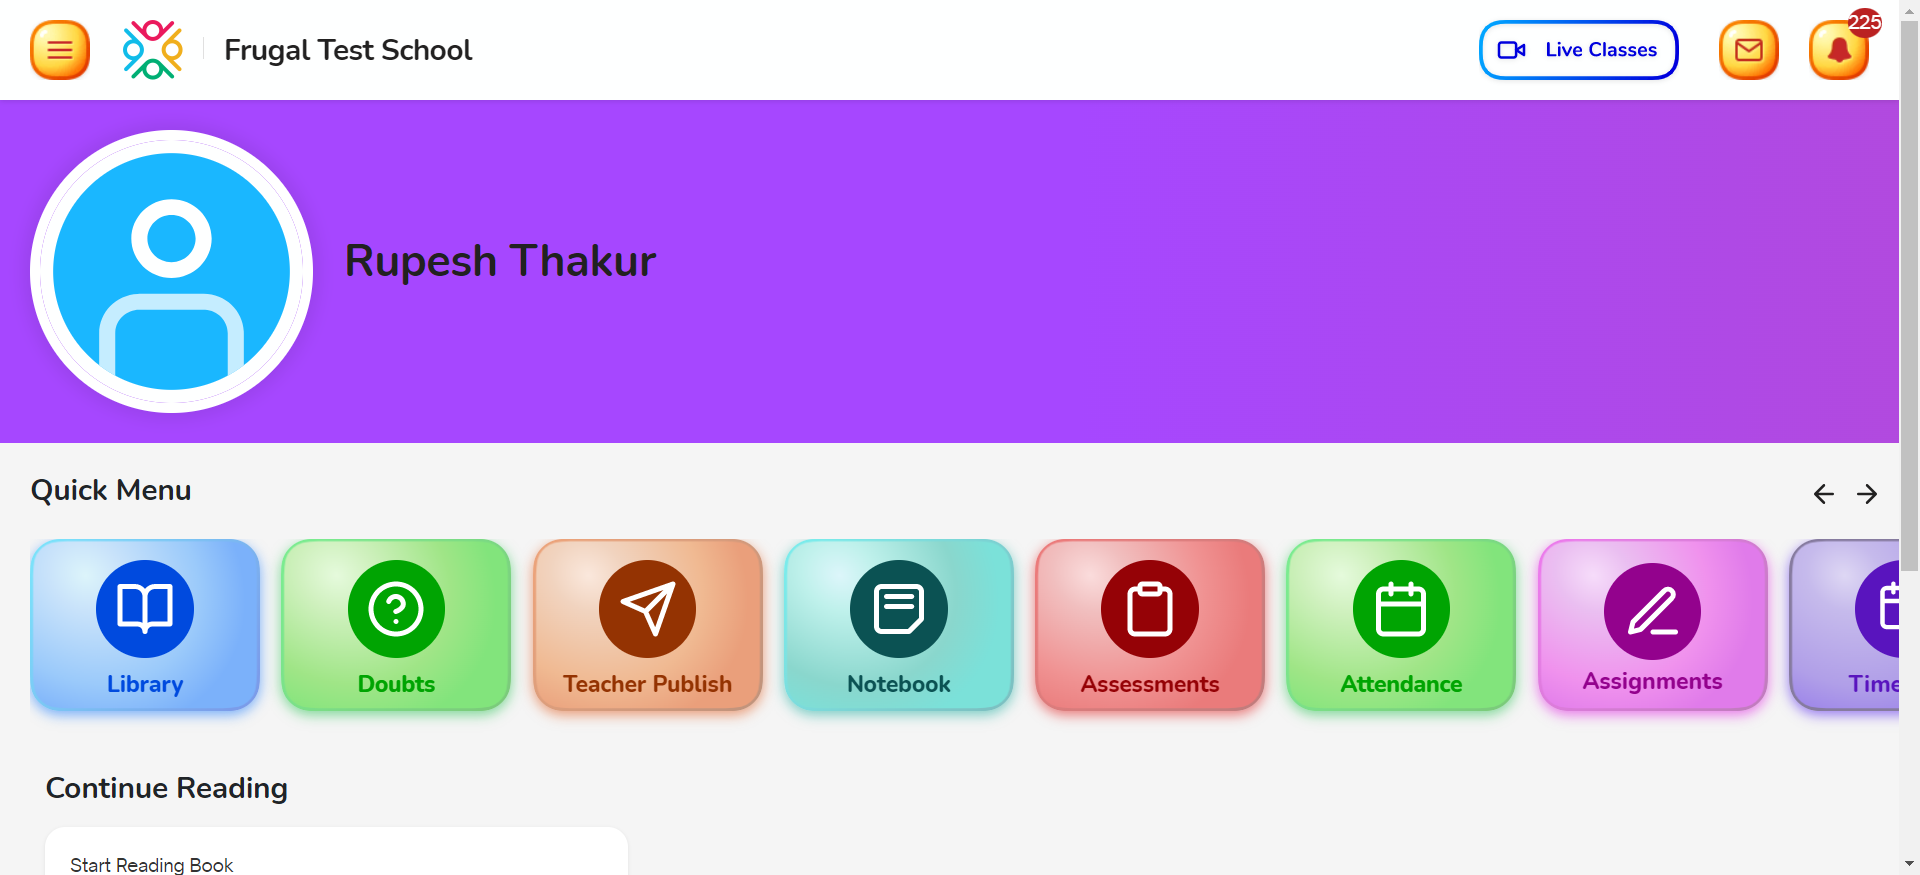 Frugal Test School
Live Classes
225
Rupesh Thakur
Quick Menu
Library
Doubts
Teacher Publish
Notebook
Assessments
Attendance
Assignments
Time
Continue Reading
Start Reading Book